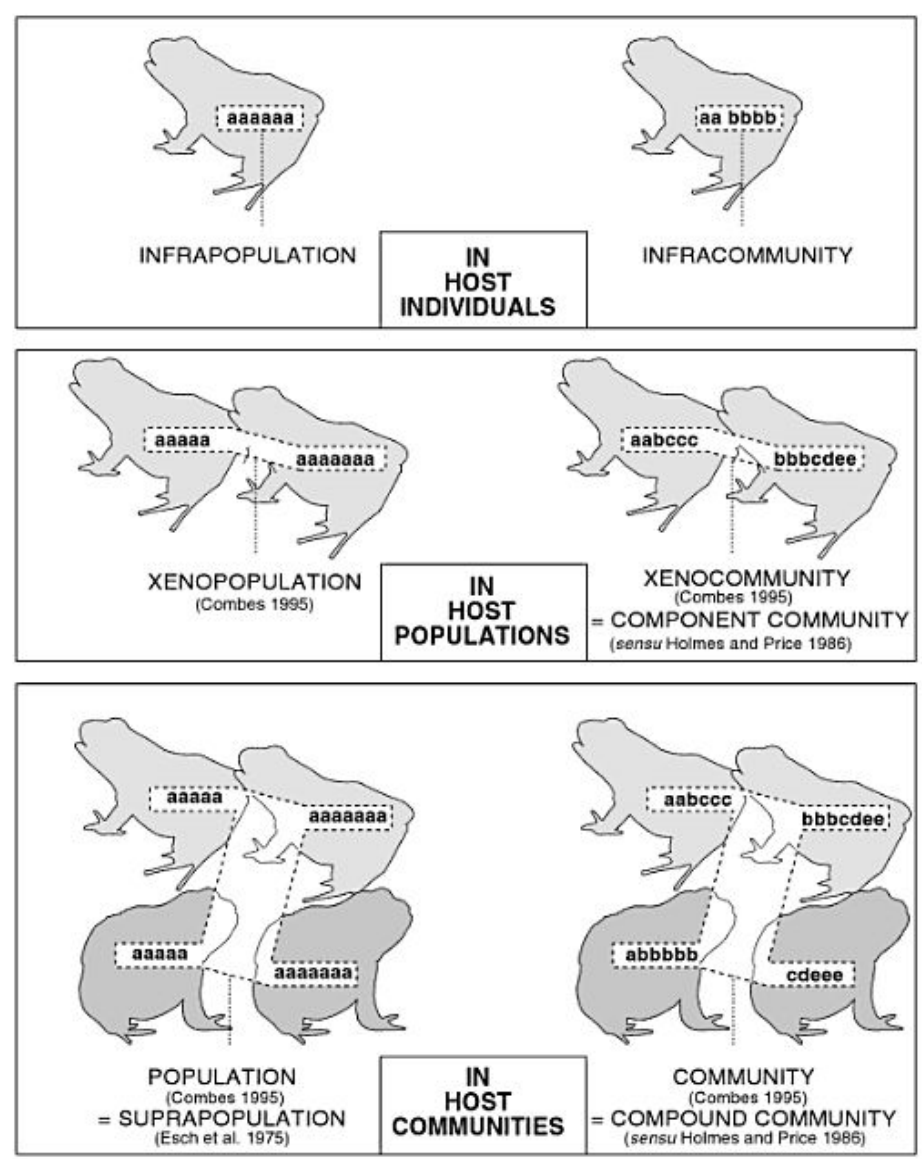 aaaaaa
aa bbbb
INFRAPOPULATION
INFRACOMMUNITY
IN
HOST
INDIVIDUALS
aaaaa
aaaaaaa
aabccc
bbbcdee
XENOPOPULATION
(Combes 1995)
IN
HOST
POPULATIONS
XENOCOMMUNITY
(Combes 1995)
= COMPONENT COMMUNITY
(sensu Holmes and Price 1986)
aaaaa
aaaaaaa
aabccc
bbbcdee
aaaaa
aaaaaaa
abbbbbb
cdeee
POPULATION
(Combes 1995)
= SUPRAPOPULATION
(Esch et al. 1975)
IN
HOST
COMMUNITIES
COMMUNITY
(Combes 1995)
= COMPOUND COMMUNITY
(sensu Holmes and Price 1986)